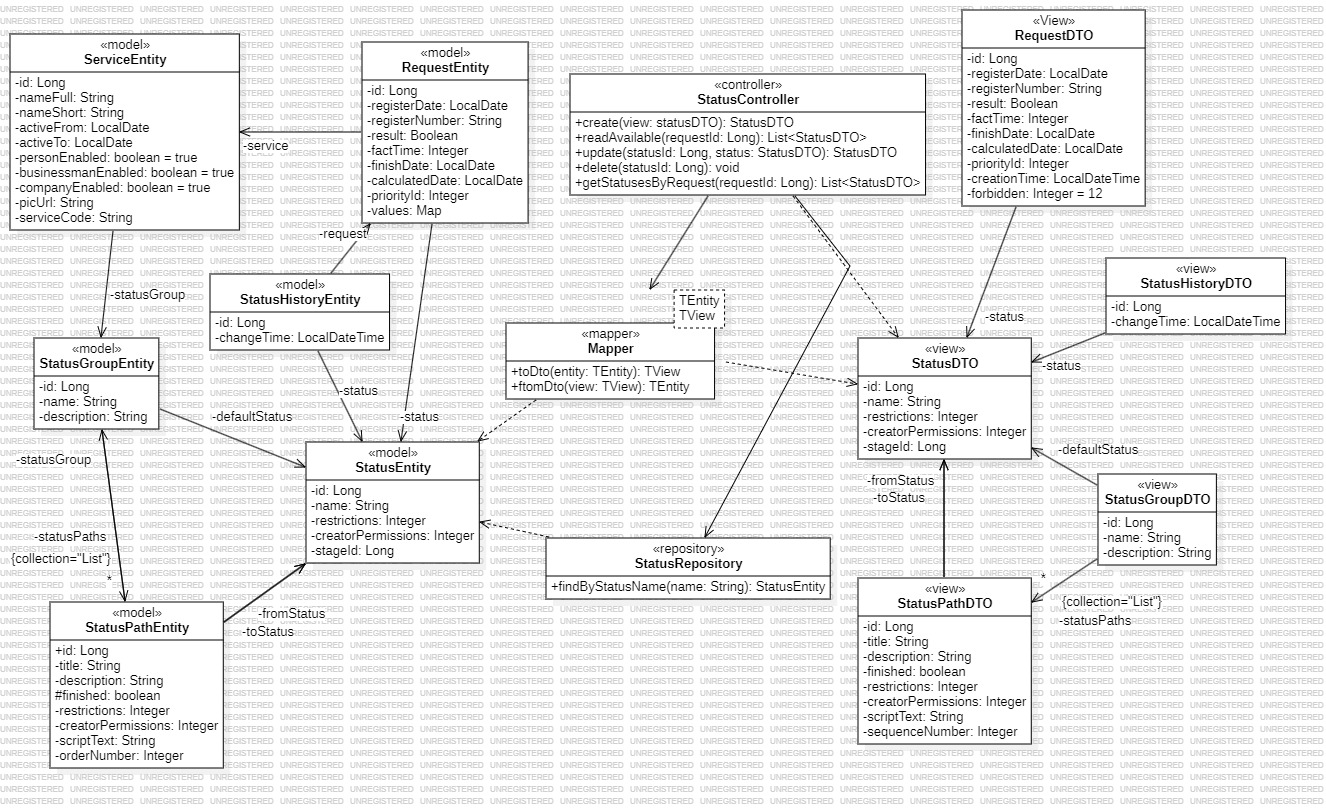 «model»
ServiceEntity
-id: Long
-nameFull: String
-nameShort: String
-activeFrom: LocalDate
-activeTo: LocalDate
-personEnabled: boolean = true
-businessmanEnabled: boolean = true
-companyEnabled: boolean = true
-picUrl: String
-serviceCode: String
-service
«model»
RequestEntity
-id: Long
-registerDate: LocalDate
-registerNumber: String
-result: Boolean
-factTime: Integer
-finishDate: LocalDate
-calculatedDate: LocalDate
-priorityId: Integer
-values: Map
«controller»
StatusController
+create(view: statusDTO): StatusDTO
+readAvailable(requestId: Long): List<StatusDTO>
+update(statusId: Long, status: StatusDTO): StatusDTO
+delete(statusId: Long): void
+getStatusesByRequest(requestId: Long): List<StatusDTO>
«View»
RequestDTO
-id: Long
-registerDate: LocalDate
-registerNumber: String
-result: Boolean
-factTime: Integer
-finishDate: LocalDate
-calculatedDate: LocalDate
-priorityId: Integer
-creationTime: LocalDateTime
-forbidden: Integer = 12
-request
-statusGroup
«model»
StatusHistoryEntity
-id: Long
-changeTime: LocalDateTime
TEntity
TView
«mapper»
Mapper
+toDto(entity: TEntity): TView
+ftomDto(view: TView): TEntity
«view»
StatusHistoryDTO
-id: Long
-changeTime: LocalDateTime
-status
-status
«model»
StatusGroupEntity
-id: Long
-name: String
-description: String
-defaultStatus
-status
-status
«view»
StatusDTO
-id: Long
-name: String
-restrictions: Integer
-creatorPermissions: Integer
-stageId: Long
-statusGroup
-statusPaths
{collection="List"}
*
«model»
StatusEntity
-id: Long
-name: String
-restrictions: Integer
-creatorPermissions: Integer
-stageId: Long
-defaultStatus
-fromStatus
-toStatus
«view»
StatusGroupDTO
-id: Long
-name: String
-description: String
«repository»
StatusRepository
+findByStatusName(name: String): StatusEntity
*
{collection="List"}
-statusPaths
«model»
StatusPathEntity
+id: Long
-title: String
-description: String
#finished: boolean
-restrictions: Integer
-creatorPermissions: Integer
-scriptText: String
-orderNumber: Integer
-fromStatus
-toStatus
«view»
StatusPathDTO
-id: Long
-title: String
-description: String
-finished: boolean
-restrictions: Integer
-creatorPermissions: Integer
-scriptText: String
-sequenceNumber: Integer
UNREGISTERED